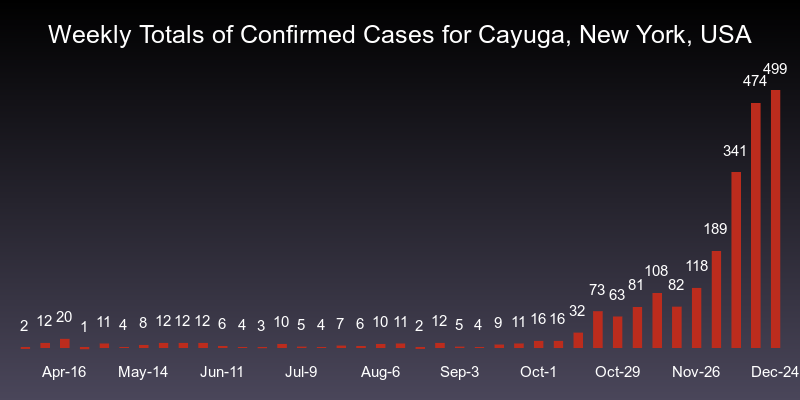 Weekly Totals of Confirmed Cases for Cayuga, New York, USA
2 12 20 1 11 4 8 12 12 12 6 4 3 10 5 4 7 6 10 11 2 12 5 4 9 11 16 16 32 73 63 81 108 82 118 189 341 474 499
Apr-16 May-14 Jun-11 Jul-9 Aug-6 Sep-3 Oct-1 Oct-29 Nov-26 Dec-24